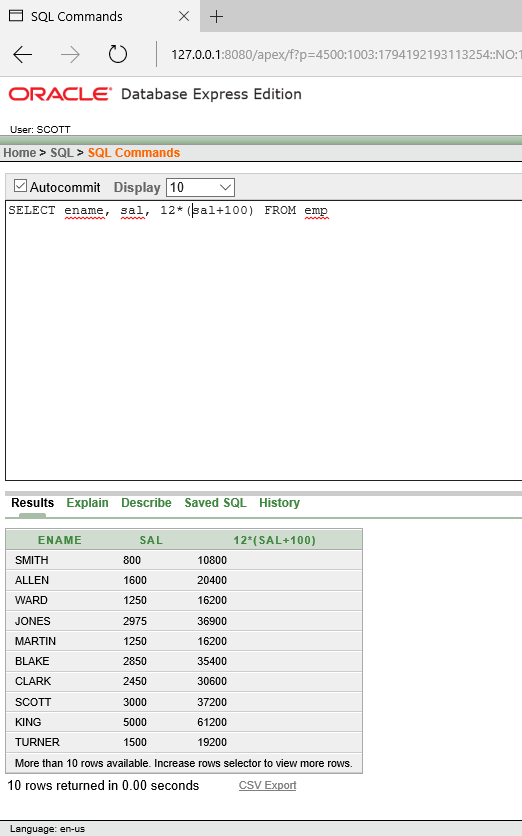 SQL Commands
127.0.0.1:8080/apex/f?p=4500:1003:1794192193113254::NO:
ORACLE Database Express Edition
User: SCOTT
Home > SQL > SQL Commands
Autocommit Display 10
SELECT ename, sal, 12*(sal+100) FROM emp
Results Explain Describe Saved SQL History
ENAME SAL 12*(SAL+100)
SMITH 800 10800
ALLEN 1600 20400
WARD 1250 16200
JONES 2975 36900
MARTIN 1250 16200
BLAKE 2850 35400
CLARK 2450 30600
SCOTT 3000 37200
KING 5000 61200
TURNER 1500 19200
More than 10 rows available. Increase rows selector to view more rows.
10 rows returned in 0.00 seconds CSV Export
Language: en-us